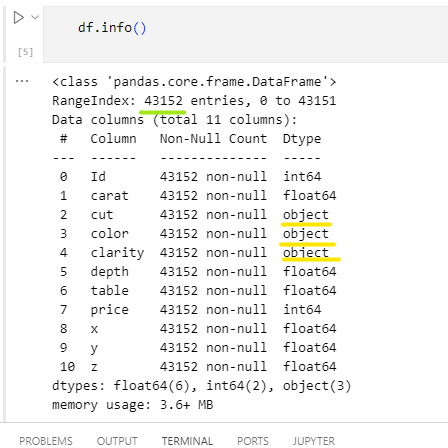 df.info()
[5]
...
<class 'pandas.core.frame.DataFrame'>
RangeIndex: 43152 entries, 0 to 43151
Data columns (total 11 columns):
 #   Column   Non-Null Count  Dtype
---  ------   --------------  -----
 0   Id       43152 non-null  int64
 1   carat    43152 non-null  float64
 2   cut      43152 non-null  object
 3   color    43152 non-null  object
 4   clarity  43152 non-null  object
 5   depth    43152 non-null  float64
 6   table    43152 non-null  float64
 7   price    43152 non-null  int64
 8   x        43152 non-null  float64
 9   y        43152 non-null  float64
 10  z        43152 non-null  float64
dtypes: float64(6), int64(2), object(3)
memory usage: 3.6+ MB
PROBLEMS OUTPUT TERMINAL PORTS JUPYTER